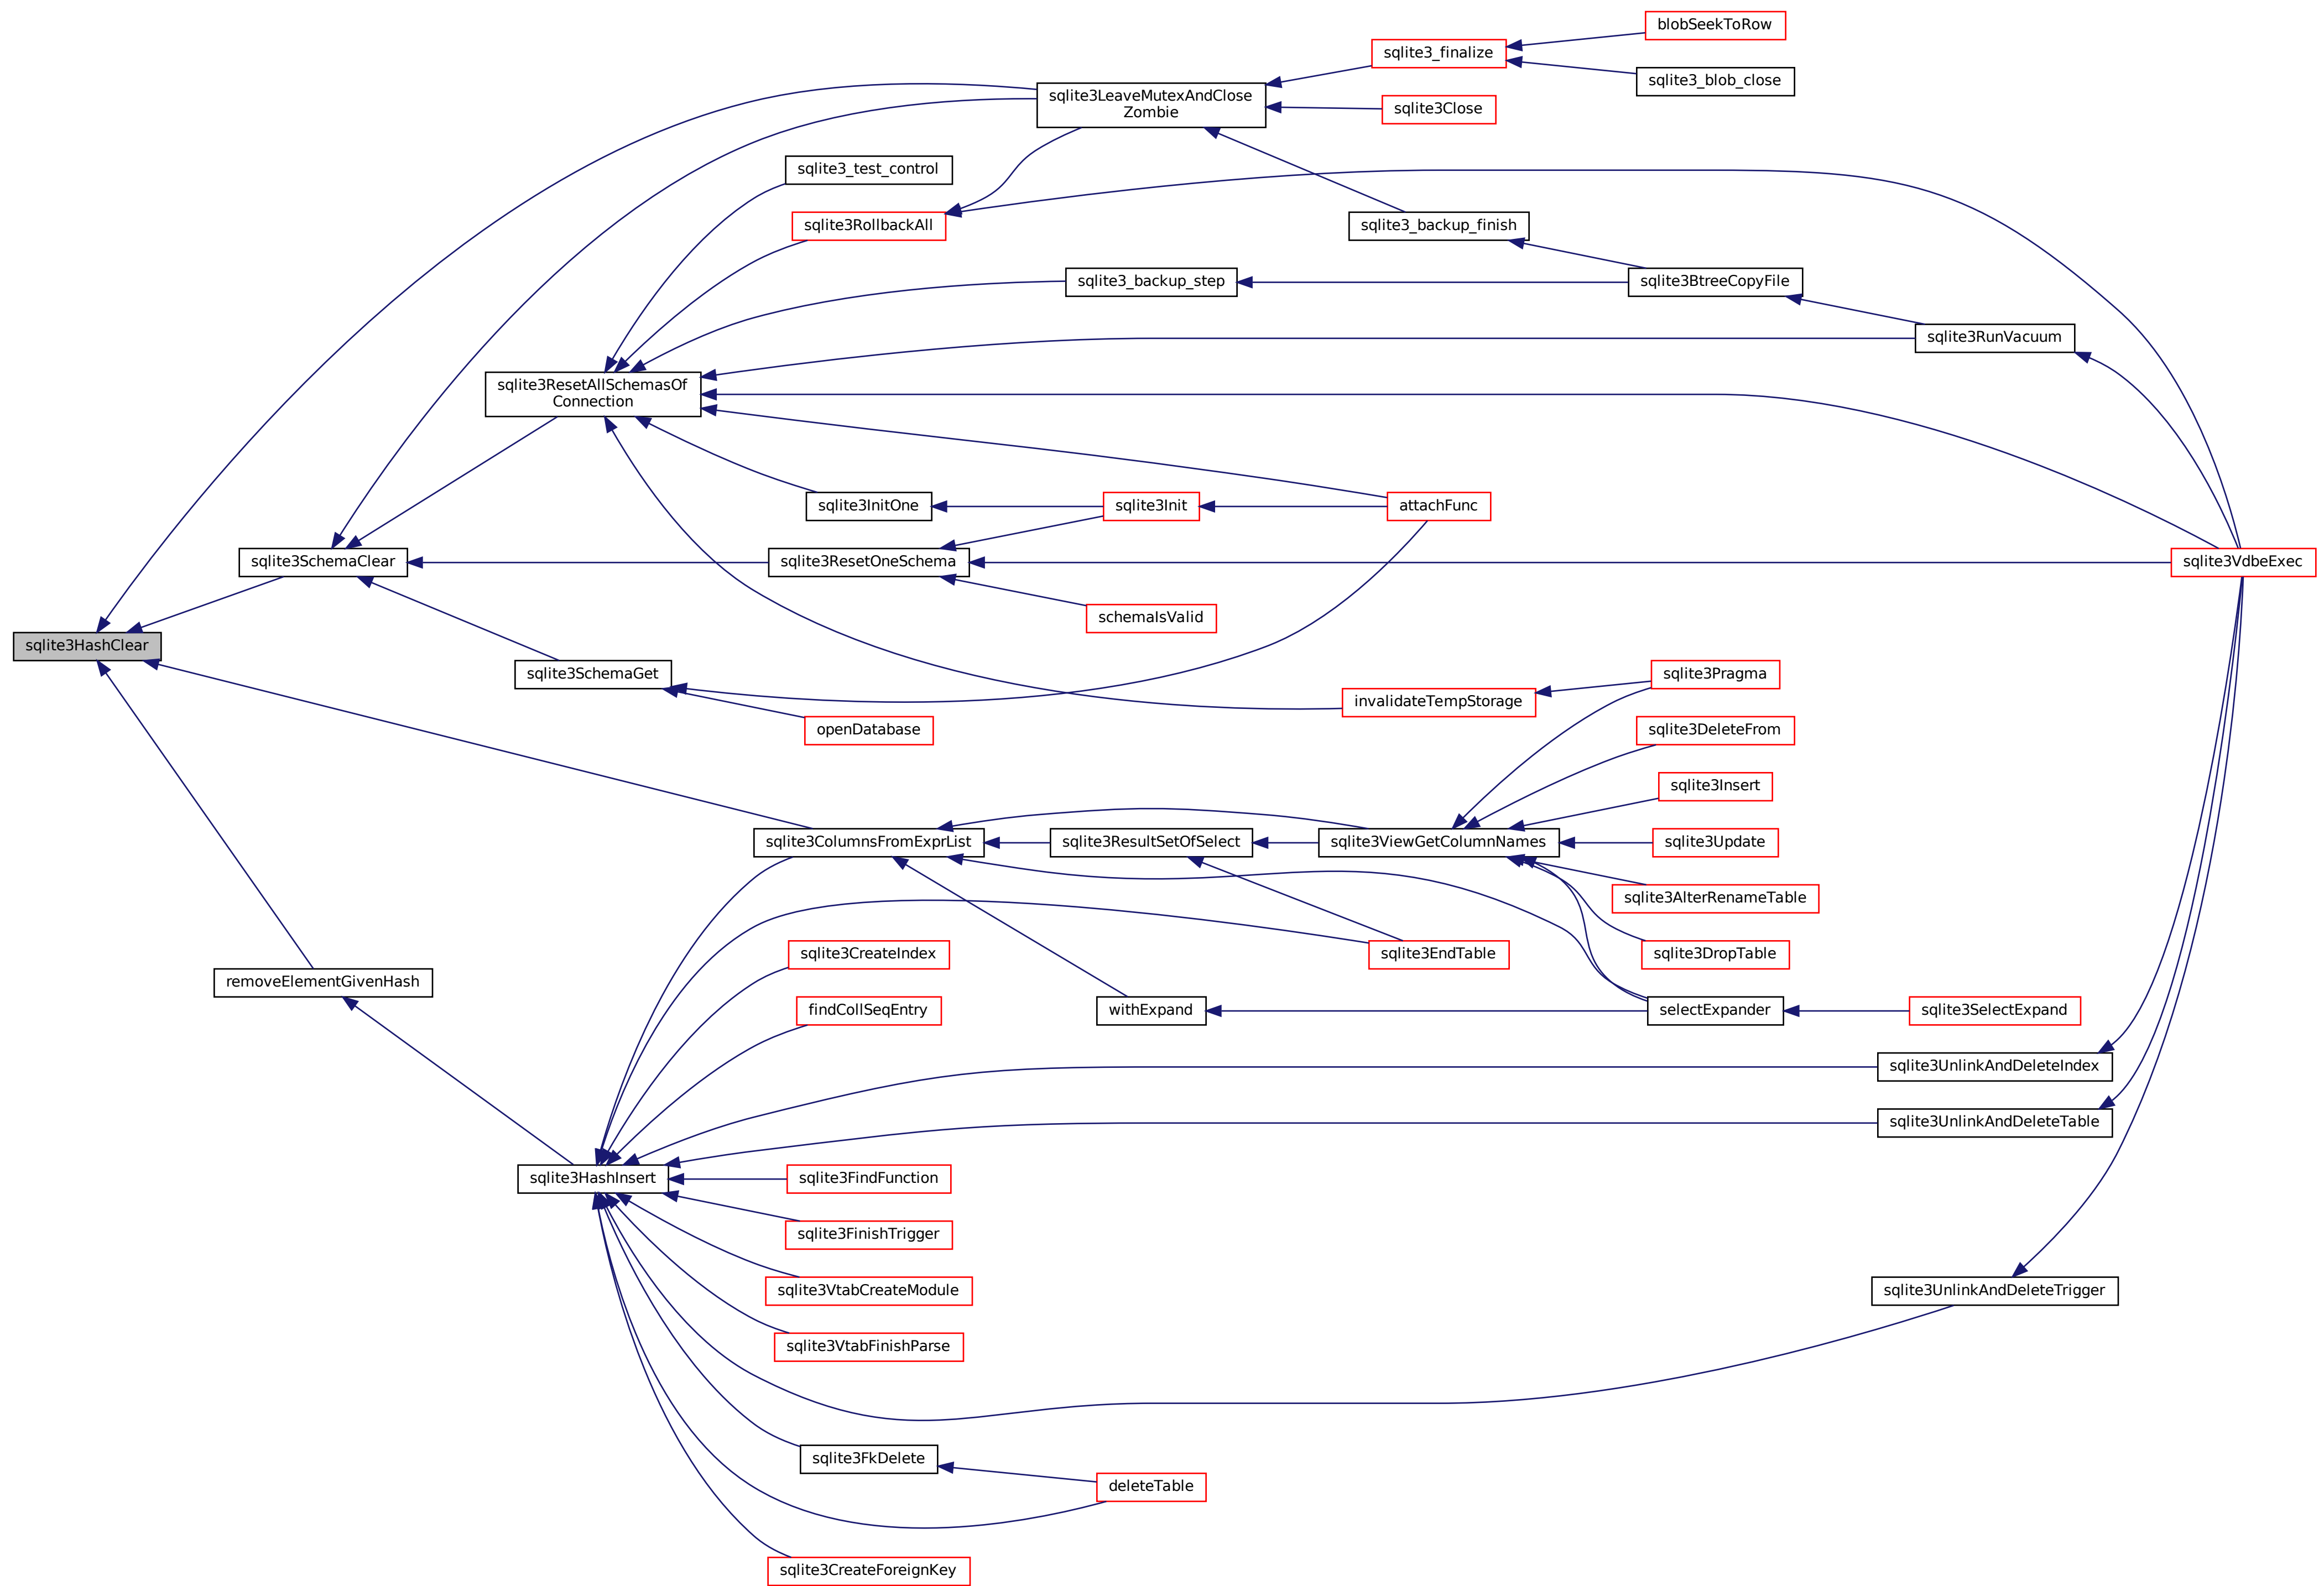 blobSeekToRow
sqlite3_finalize
sqlite3_blob_close
sqlite3LeaveMutexAndClose
Zombie
sqlite3Close
sqlite3_test_control
sqlite3RollbackAll
sqlite3_backup_finish
sqlite3_backup_step
sqlite3BtreeCopyFile
sqlite3RunVacuum
sqlite3ResetAllSchemasOf
Connection
sqlite3InitOne
sqlite3Init
attachFunc
sqlite3SchemaClear
sqlite3ResetOneSchema
sqlite3VdbeExec
schemaIsValid
sqlite3HashClear
sqlite3SchemaGet
sqlite3Pragma
invalidateTempStorage
openDatabase
sqlite3DeleteFrom
sqlite3Insert
sqlite3ColumnsFromExprList
sqlite3ResultSetOfSelect
sqlite3ViewGetColumnNames
sqlite3Update
sqlite3AlterRenameTable
sqlite3CreateIndex
sqlite3EndTable
sqlite3DropTable
removeElementGivenHash
findCollSeqEntry
withExpand
selectExpander
sqlite3SelectExpand
sqlite3UnlinkAndDeleteIndex
sqlite3UnlinkAndDeleteTable
sqlite3HashInsert
sqlite3FindFunction
sqlite3FinishTrigger
sqlite3VtabCreateModule
sqlite3UnlinkAndDeleteTrigger
sqlite3VtabFinishParse
sqlite3FkDelete
deleteTable
sqlite3CreateForeignKey